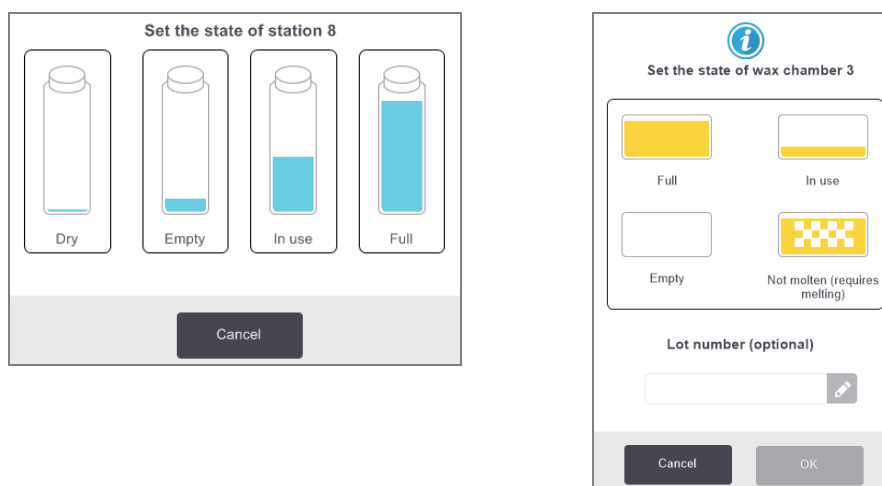 Set the state of station 8
Dry
Empty
In use
Full
Cancel
i
Set the state of wax chamber 3
Full
In use
Empty
Not molten (requires
melting)
Lot number (optional)
Cancel
OK